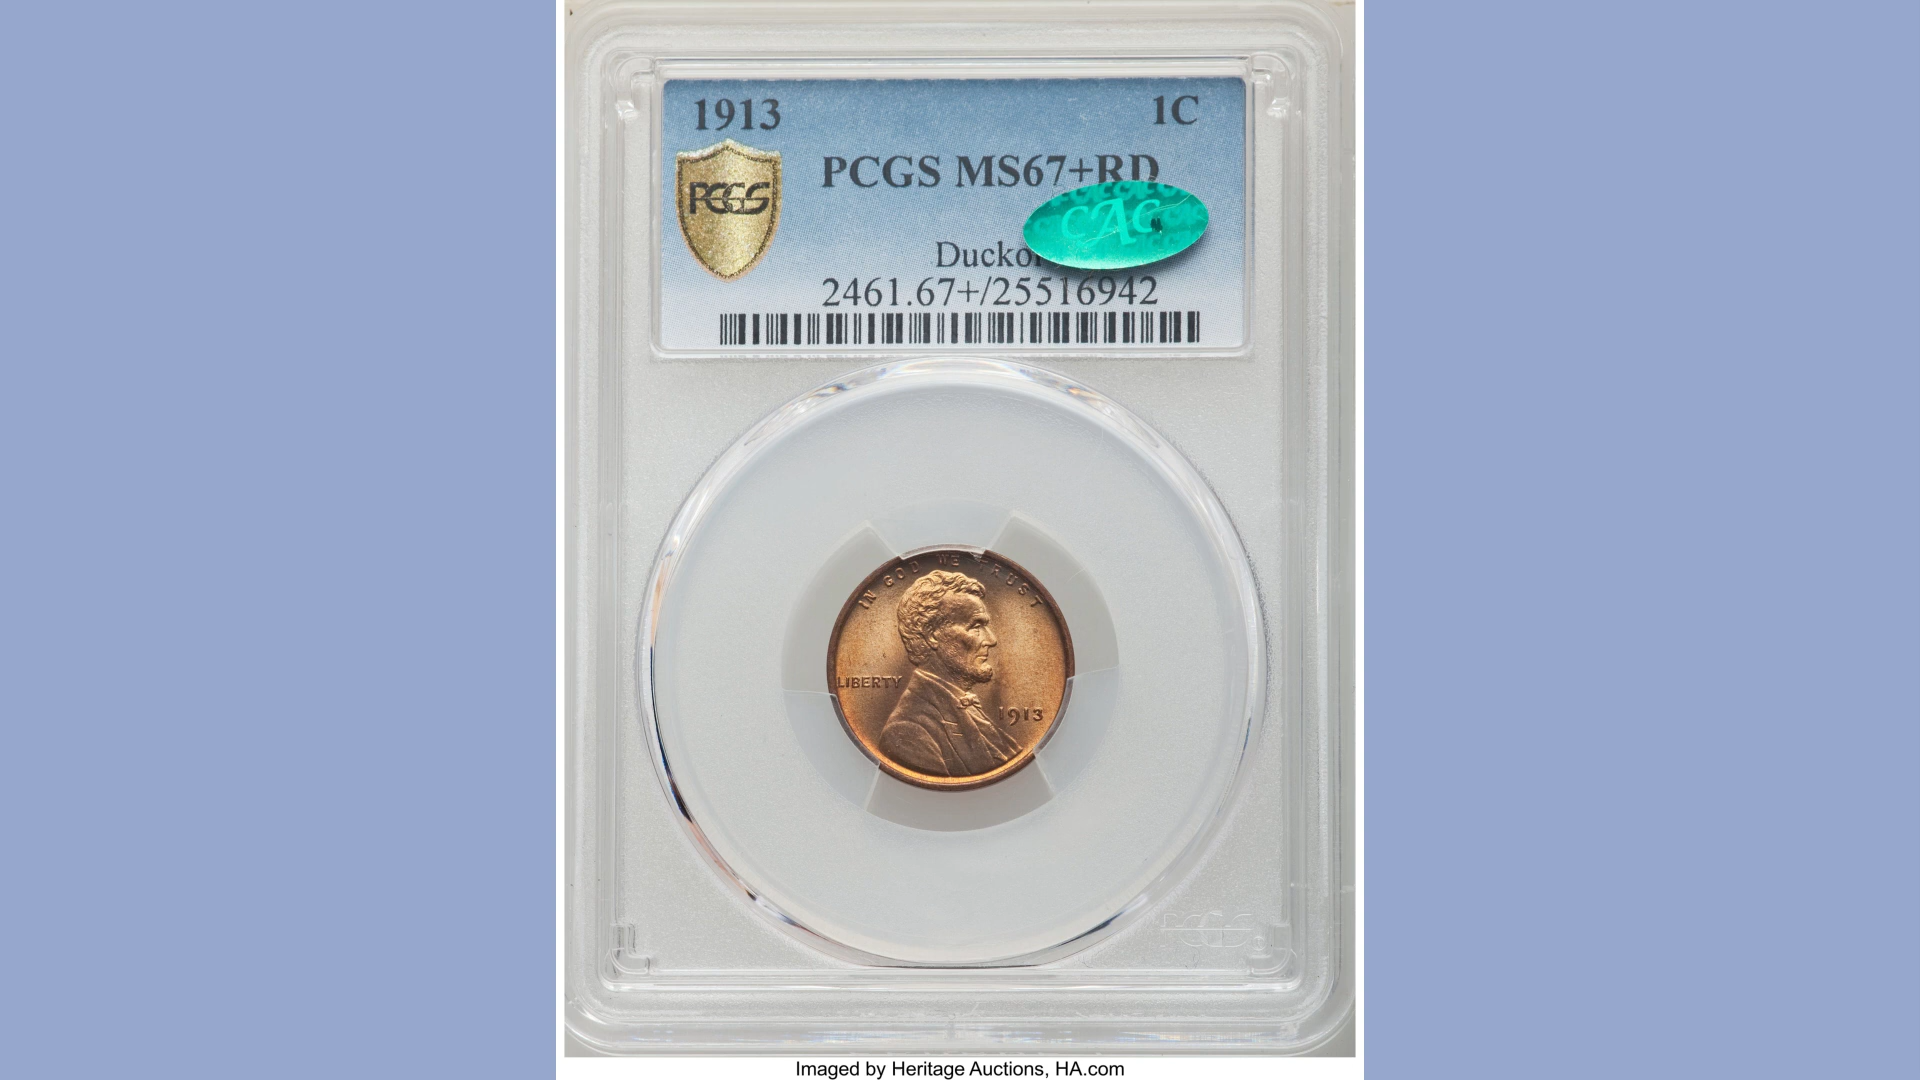 1913 1C
PCGS MS67+RD
PCGS
CAC
2461.67+/25516942
IN GOD WE TRUST
LIBERTY
1913
PCGS
Imaged by Heritage Auctions, HA.com